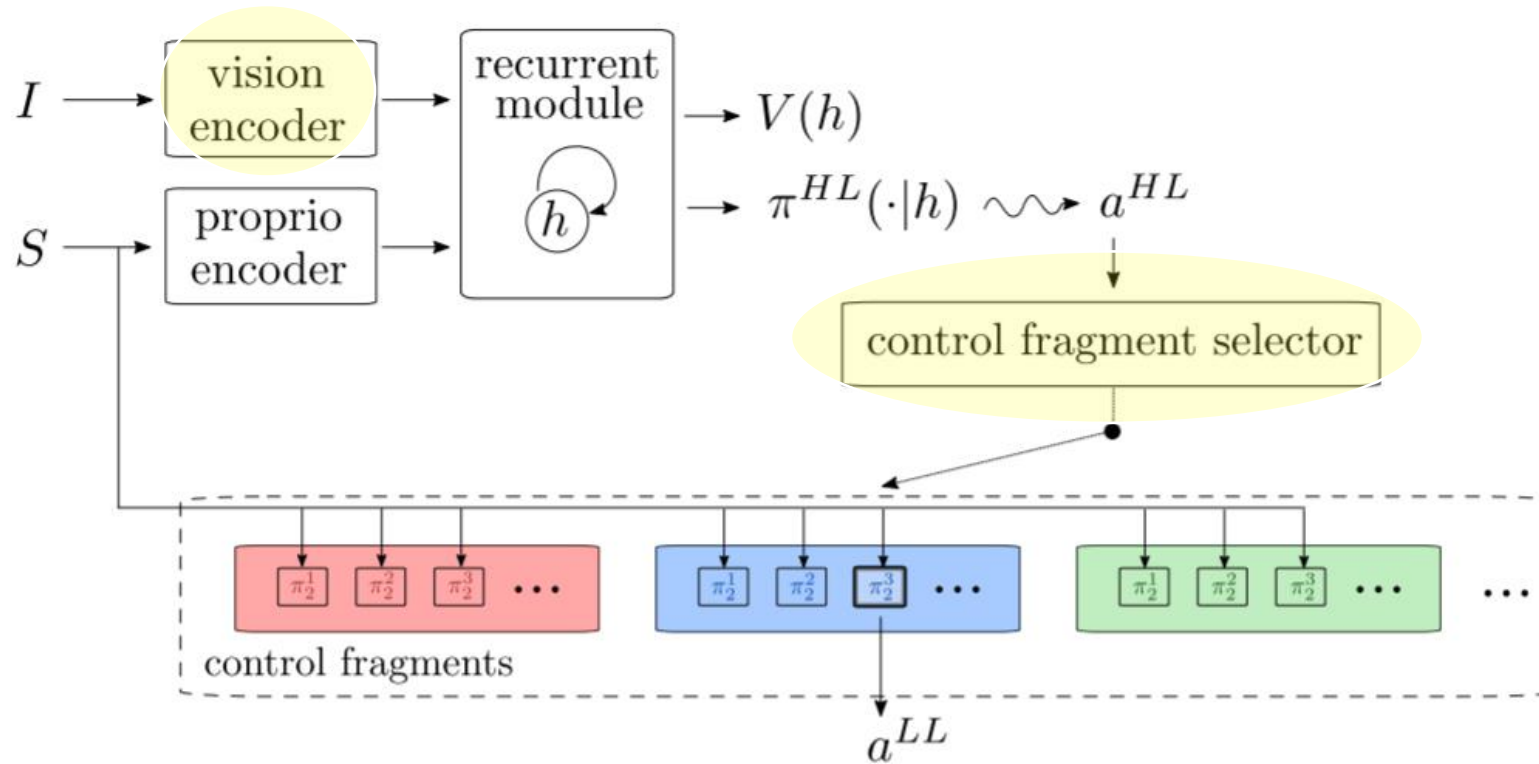 I
vision
encoder
recurrent
module
h
V(h)
π^{HL}(·|h)
a^{HL}
S
proprio
encoder
control fragment selector
π_2^1 π_2^2 π_2^3 ...
π_2^1 π_2^2 π_2^3 ...
π_2^1 π_2^2 π_2^3 ...
...
control fragments
a^{LL}